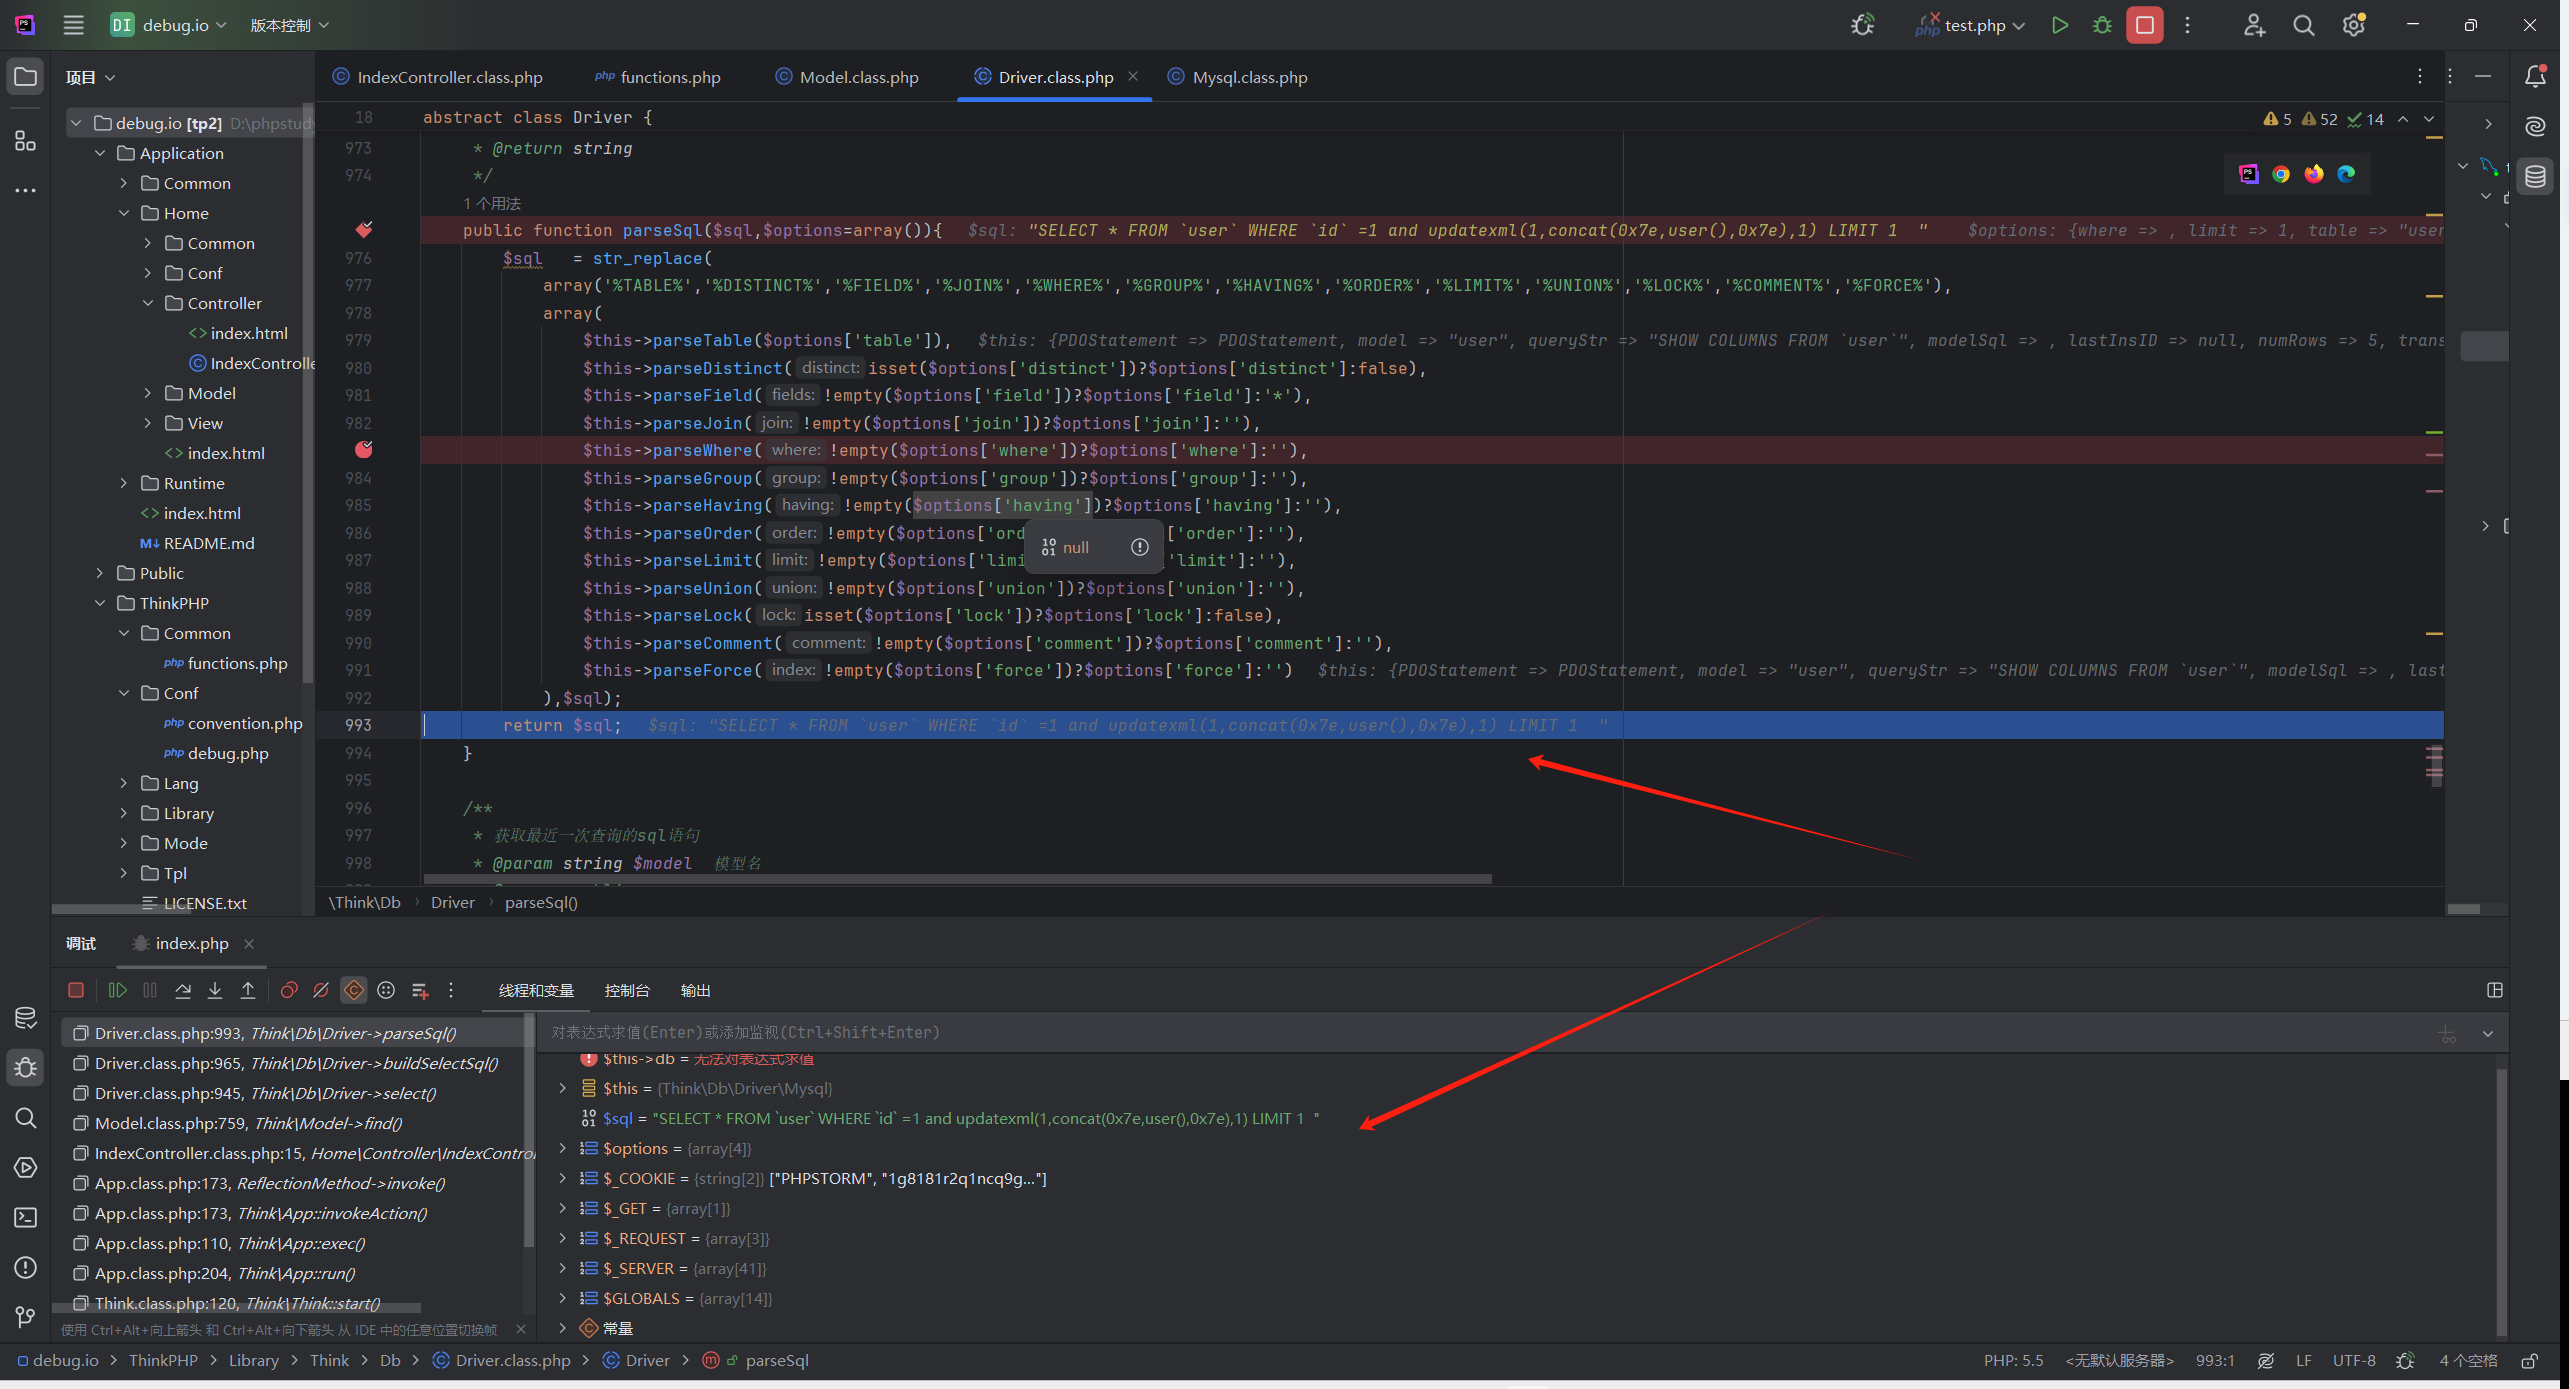 DI debug.io 版本控制 test.php
项目
IndexController.class.php functions.php Model.class.php Driver.class.php Mysql.class.php
debug.io [tp2] D:\phpstudy
Application
Common
Home
Common
Conf
Controller
index.html
IndexControlle
Model
View
index.html
Runtime
index.html
README.md
Public
ThinkPHP
Common
functions.php
Conf
convention.php
debug.php
Lang
Library
Mode
Tpl
LICENSE.txt
18 abstract class Driver {
5 52 14
973 * @return string
974 */
1 个用法
public function parseSql($sql,$options=array()){ $sql: "SELECT * FROM `user` WHERE `id` =1 and updatexml(1,concat(0x7e,user(),0x7e),1) LIMIT 1  " $options: {where => , limit => 1, table => "user
976 $sql   = str_replace(
977 array('%TABLE%','%DISTINCT%','%FIELD%','%JOIN%','%WHERE%','%GROUP%','%HAVING%','%ORDER%','%LIMIT%','%UNION%','%LOCK%','%COMMENT%','%FORCE%'),
978 array(
979 $this->parseTable($options['table']), $this: {PDOStatement => PDOStatement, model => "user", queryStr => "SHOW COLUMNS FROM `user`", modelSql => , lastInsID => null, numRows => 5, trans
980 $this->parseDistinct( distinct: isset($options['distinct'])?$options['distinct']:false),
981 $this->parseField( fields: !empty($options['field'])?$options['field']:'*'),
982 $this->parseJoin( join: !empty($options['join'])?$options['join']:''),
$this->parseWhere( where: !empty($options['where'])?$options['where']:''),
984 $this->parseGroup( group: !empty($options['group'])?$options['group']:''),
985 $this->parseHaving( having: !empty($options['having'])?$options['having']:''),
986 $this->parseOrder( order: !empty($options['ord ['order']:''),
null
987 $this->parseLimit( limit: !empty($options['limi 'limit']:''),
988 $this->parseUnion( union: !empty($options['union'])?$options['union']:''),
989 $this->parseLock( lock: isset($options['lock'])?$options['lock']:false),
990 $this->parseComment( comment: !empty($options['comment'])?$options['comment']:''),
991 $this->parseForce( index: !empty($options['force'])?$options['force']:'') $this: {PDOStatement => PDOStatement, model => "user", queryStr => "SHOW COLUMNS FROM `user`", modelSql => , last
992 ),$sql);
993 return $sql; $sql: "SELECT * FROM `user` WHERE `id` =1 and updatexml(1,concat(0x7e,user(),0x7e),1) LIMIT 1  "
994 }
995
996 /**
997 * 获取最近一次查询的sql语句
998 * @param string $model  模型名
\Think\Db Driver parseSql()
调试 index.php
线程和变量 控制台 输出
Driver.class.php:993, Think\Db\Driver->parseSql()
Driver.class.php:965, Think\Db\Driver->buildSelectSql()
Driver.class.php:945, Think\Db\Driver->select()
Model.class.php:759, Think\Model->find()
IndexController.class.php:15, Home\Controller\IndexContro
App.class.php:173, ReflectionMethod->invoke()
App.class.php:173, Think\App::invokeAction()
App.class.php:110, Think\App::exec()
App.class.php:204, Think\App::run()
Think.class.php:120, Think\Think::start()
使用 Ctrl+Alt+向上箭头 和 Ctrl+Alt+向下箭头 从 IDE 中的任意位置切换帧
对表达式求值(Enter)或添加监视(Ctrl+Shift+Enter)
$this->db = 无法对表达式求值
$this = {Think\Db\Driver\Mysql}
$sql = "SELECT * FROM `user` WHERE `id` =1 and updatexml(1,concat(0x7e,user(),0x7e),1) LIMIT 1  "
$options = {array[4]}
$_COOKIE = {string[2]} ["PHPSTORM", "1g8181r2q1ncq9g..."]
$_GET = {array[1]}
$_REQUEST = {array[3]}
$_SERVER = {array[41]}
$GLOBALS = {array[14]}
常量
debug.io ThinkPHP Library Think Db Driver.class.php Driver parseSql
PHP: 5.5 <无默认服务器> 993:1 LF UTF-8 4 个空格